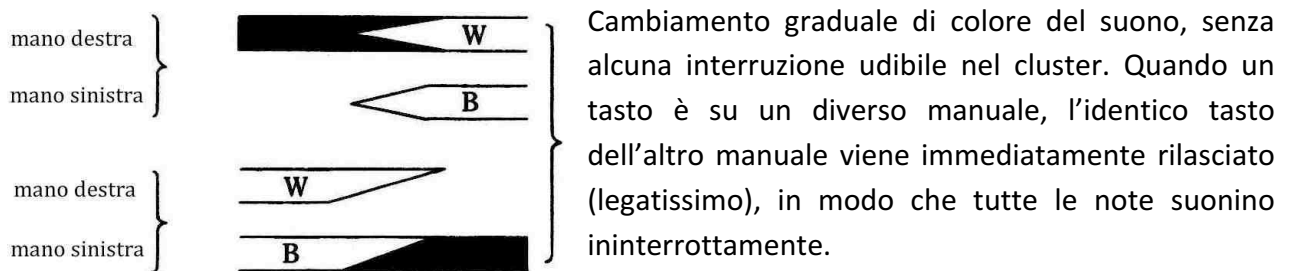 mano destra
mano sinistra
W
B
mano destra
mano sinistra
W
B
Cambiamento graduale di colore del suono, senza
alcuna interruzione udibile nel cluster. Quando un
tasto è su un diverso manuale, l’identico tasto
dell’altro manuale viene immediatamente rilasciato
(legatissimo), in modo che tutte le note suonino
ininterrottamente.